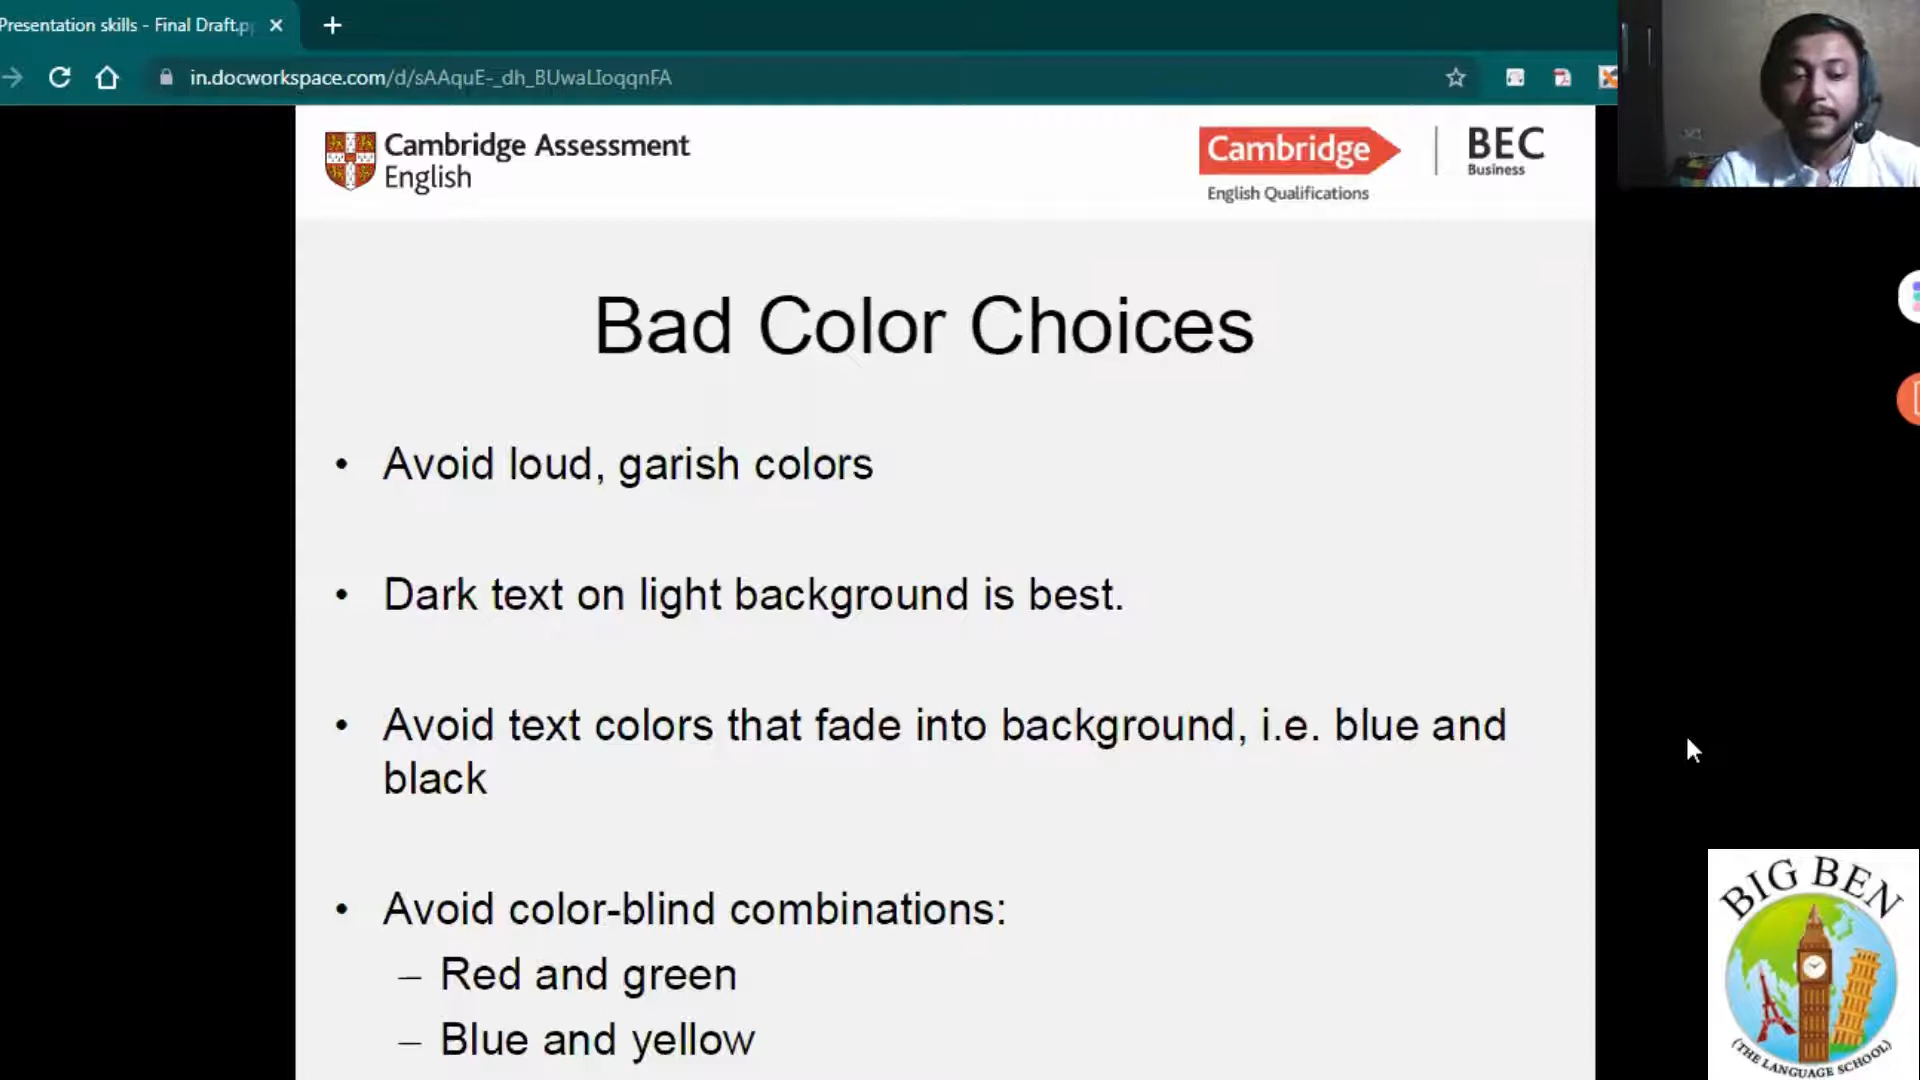 Presentation skills - Final Draft.p
in.docworkspace.com/d/sAAquE-_dh_BUwaLIoqgnFA
Cambridge Assessment
English
Cambridge
English Qualifications
BEC
Business
Bad Color Choices
• Avoid loud, garish colors
• Dark text on light background is best.
• Avoid text colors that fade into background, i.e. blue and
black
• Avoid color-blind combinations:
– Red and green
– Blue and yellow
BIG BEN
(THE LANGUAGE SCHOOL)